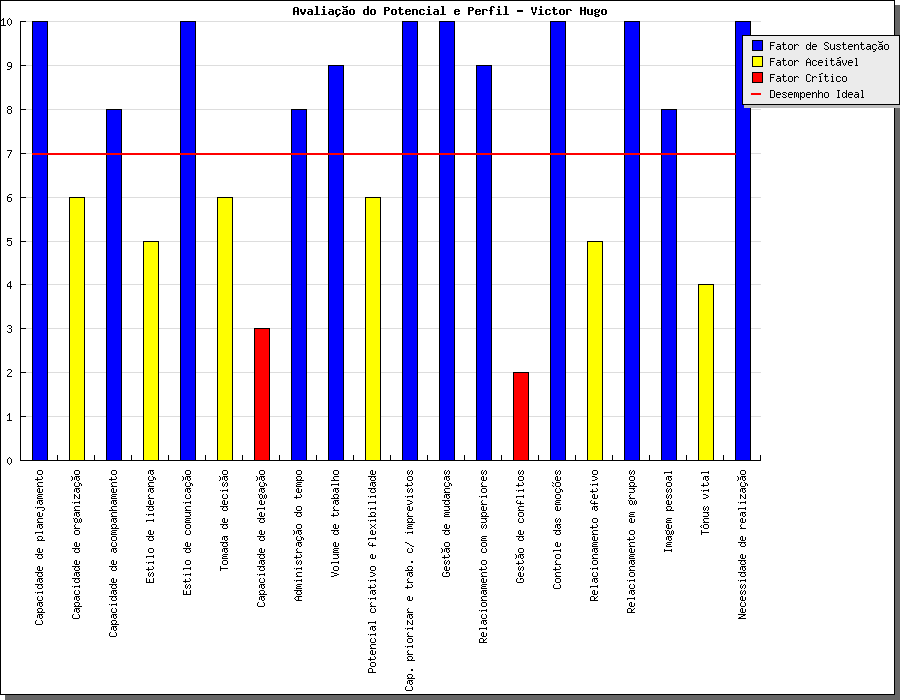 Avaliação do Potencial e Perfil - Victor Hugo
10
9
8
7
6
5
4
3
2
1
0
Fator de Sustentação
Fator Aceitável
Fator Crítico
Desempenho Ideal
Capacidade de planejamento
Capacidade de organização
Capacidade de acompanhamento
Estilo de liderança
Estilo de comunicação
Tomada de decisão
Capacidade de delegação
Administração do tempo
Volume de trabalho
Potencial criativo e flexibilidade
Cap. priorizar e trab. c/ imprevistos
Gestão de mudanças
Relacionamento com superiores
Gestão de conflitos
Controle das emoções
Relacionamento afetivo
Relacionamento em grupos
Imagem pessoal
Tônus vital
Necessidade de realização